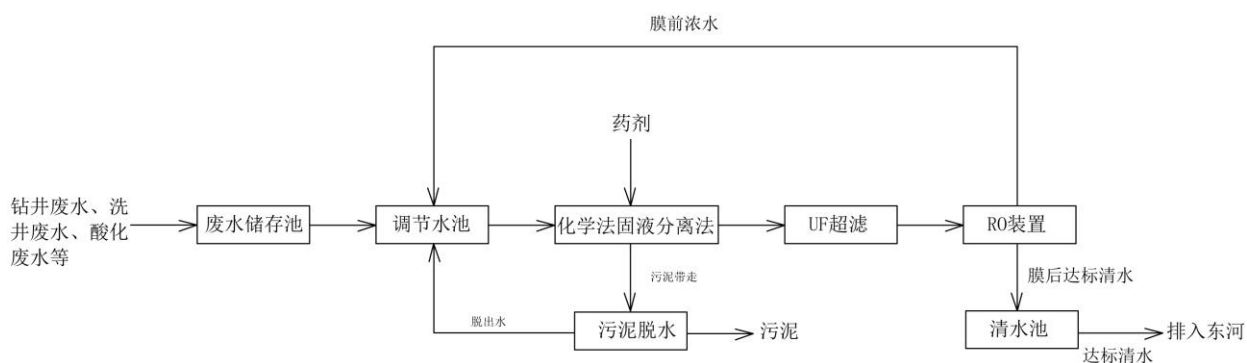 膜前浓水
药剂
钻井废水、洗
井废水、酸化
废水等
废水储存池
调节水池
化学法固液分离法
UF超滤
RO装置
污泥带走
膜后达标清水
脱出水
污泥脱水
污泥
清水池
排入东河
达标清水